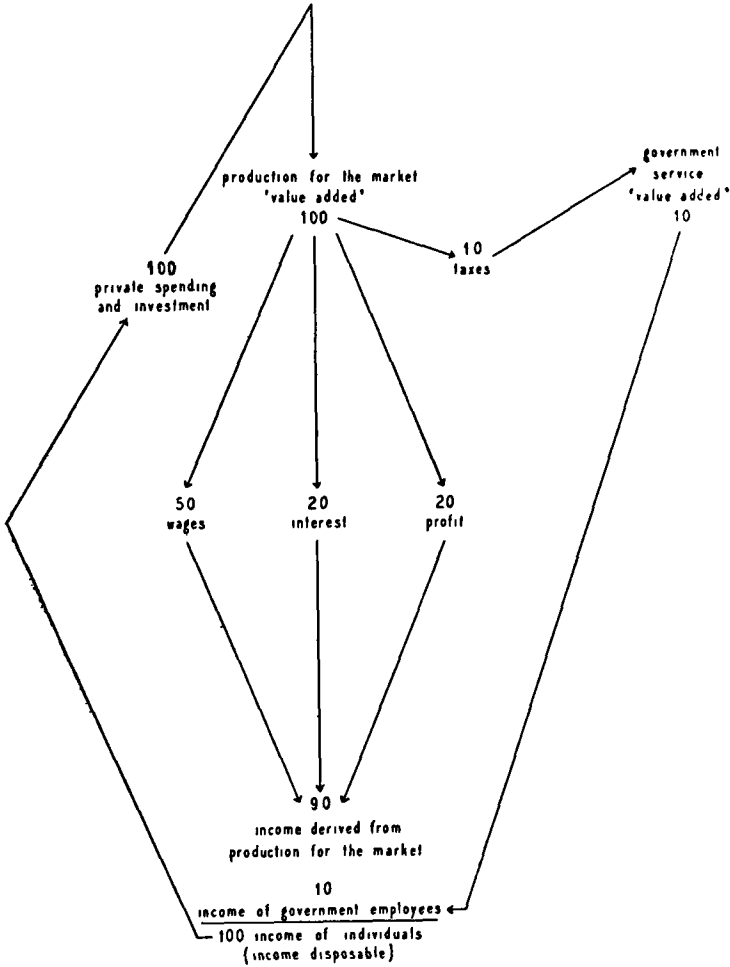 production for the market
"value added"
100
government
service
"value added"
10
10
taxes
100
private spending
and investment
50
wages
20
interest
20
profit
90
income derived from
production for the market
10
income of government employees
100 income of individuals
(income disposable)